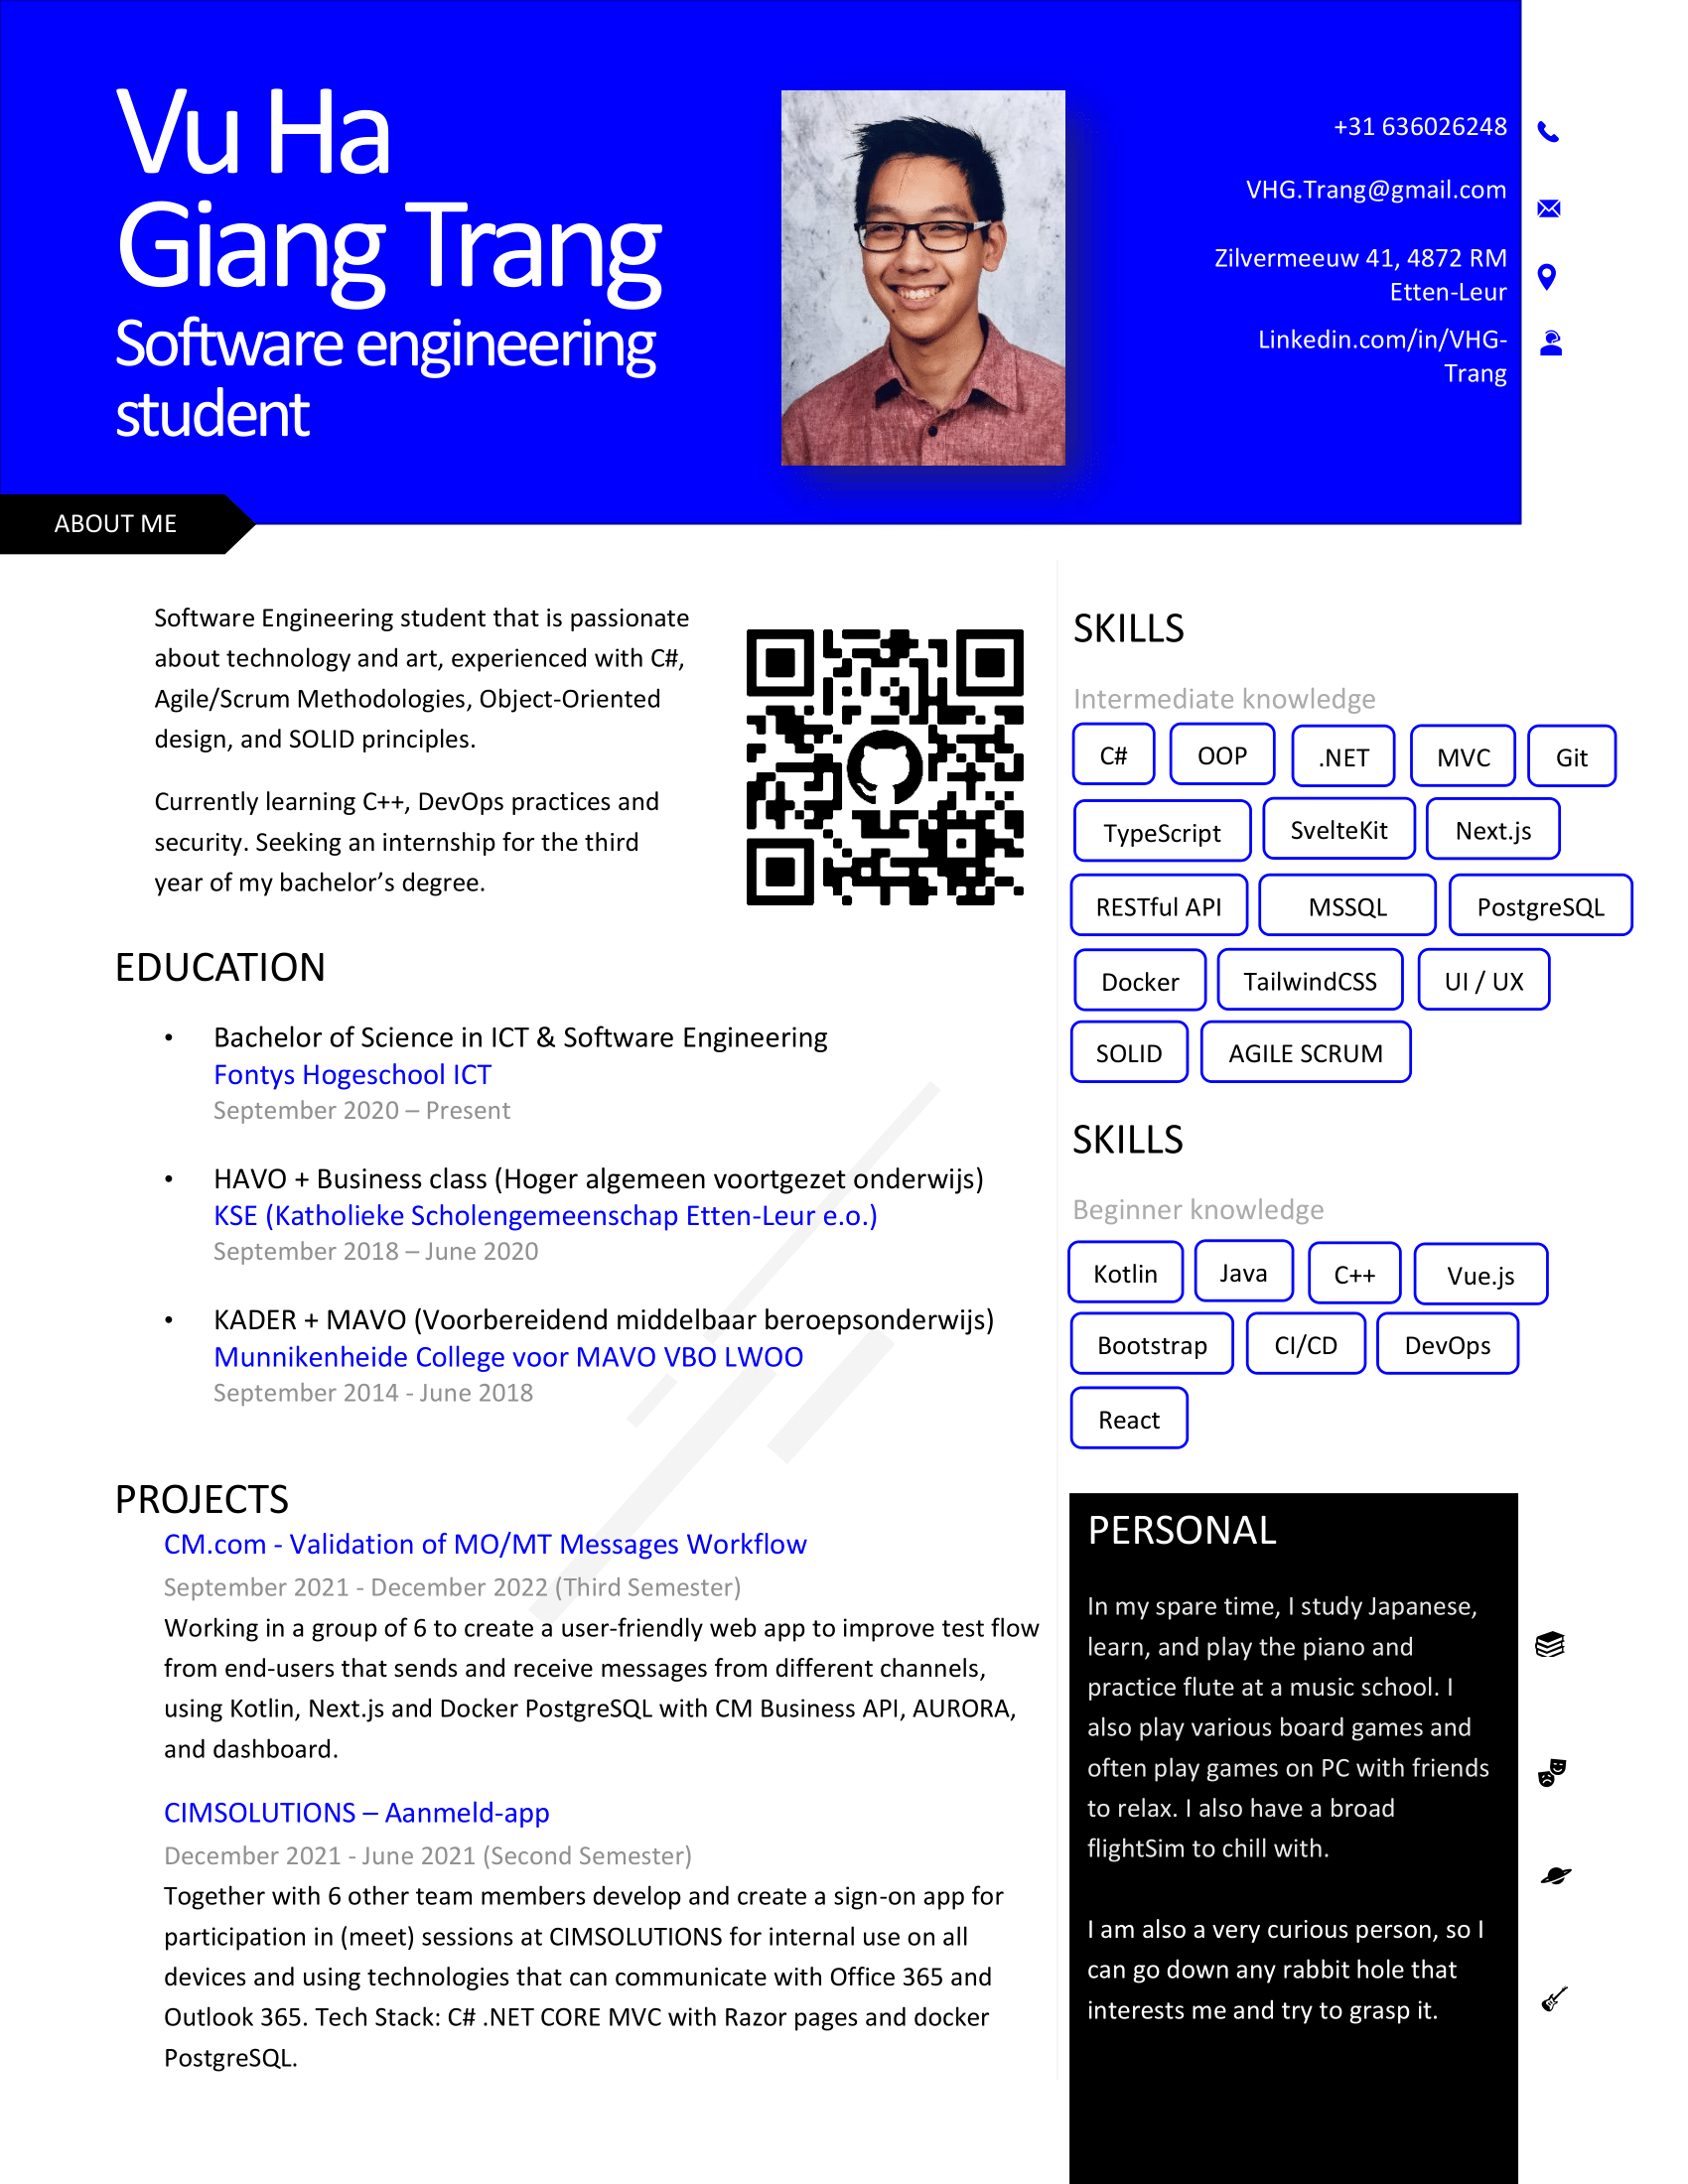 Vu Ha
Giang Trang
Software engineering
student
+31 636026248
VHG.Trang@gmail.com
Zilvermeeuw 41, 4872 RM
Etten-Leur
Linkedin.com/in/VHG-
Trang
ABOUT ME
Software Engineering student that is passionate
about technology and art, experienced with C#,
Agile/Scrum Methodologies, Object-Oriented
design, and SOLID principles.
Currently learning C++, DevOps practices and
security. Seeking an internship for the third
year of my bachelor’s degree.
EDUCATION
• Bachelor of Science in ICT & Software Engineering
Fontys Hogeschool ICT
September 2020 – Present
• HAVO + Business class (Hoger algemeen voortgezet onderwijs)
KSE (Katholieke Scholengemeenschap Etten-Leur e.o.)
September 2018 – June 2020
• KADER + MAVO (Voorbereidend middelbaar beroepsonderwijs)
Munnikenheide College voor MAVO VBO LWOO
September 2014 - June 2018
PROJECTS
CM.com - Validation of MO/MT Messages Workflow
September 2021 - December 2022 (Third Semester)
Working in a group of 6 to create a user-friendly web app to improve test flow
from end-users that sends and receive messages from different channels,
using Kotlin, Next.js and Docker PostgreSQL with CM Business API, AURORA,
and dashboard.
CIMSOLUTIONS – Aanmeld-app
December 2021 - June 2021 (Second Semester)
Together with 6 other team members develop and create a sign-on app for
participation in (meet) sessions at CIMSOLUTIONS for internal use on all
devices and using technologies that can communicate with Office 365 and
Outlook 365. Tech Stack: C# .NET CORE MVC with Razor pages and docker
PostgreSQL.
SKILLS
Intermediate knowledge
C# OOP .NET MVC Git
TypeScript SvelteKit Next.js
RESTful API MSSQL PostgreSQL
Docker TailwindCSS UI / UX
SOLID AGILE SCRUM
SKILLS
Beginner knowledge
Kotlin Java C++ Vue.js
Bootstrap CI/CD DevOps
React
PERSONAL
In my spare time, I study Japanese,
learn, and play the piano and
practice flute at a music school. I
also play various board games and
often play games on PC with friends
to relax. I also have a broad
flightSim to chill with.
I am also a very curious person, so I
can go down any rabbit hole that
interests me and try to grasp it.